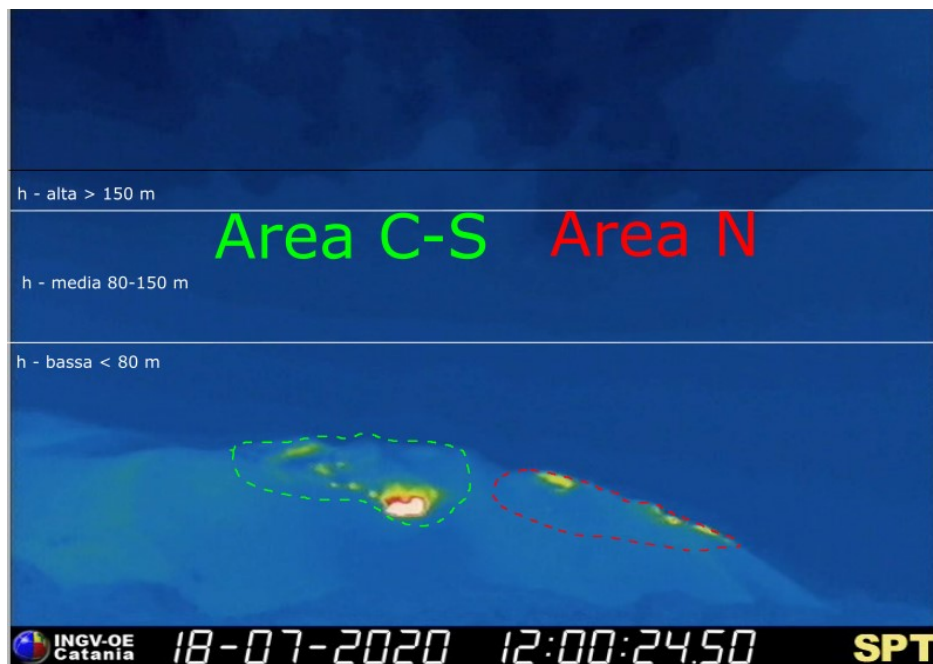 h - alta > 150 m
Area C-S
Area N
h - media 80-150 m
h - bassa < 80 m
INGV-OE
Catania
18-07-2020
12:00:24.50
SPT